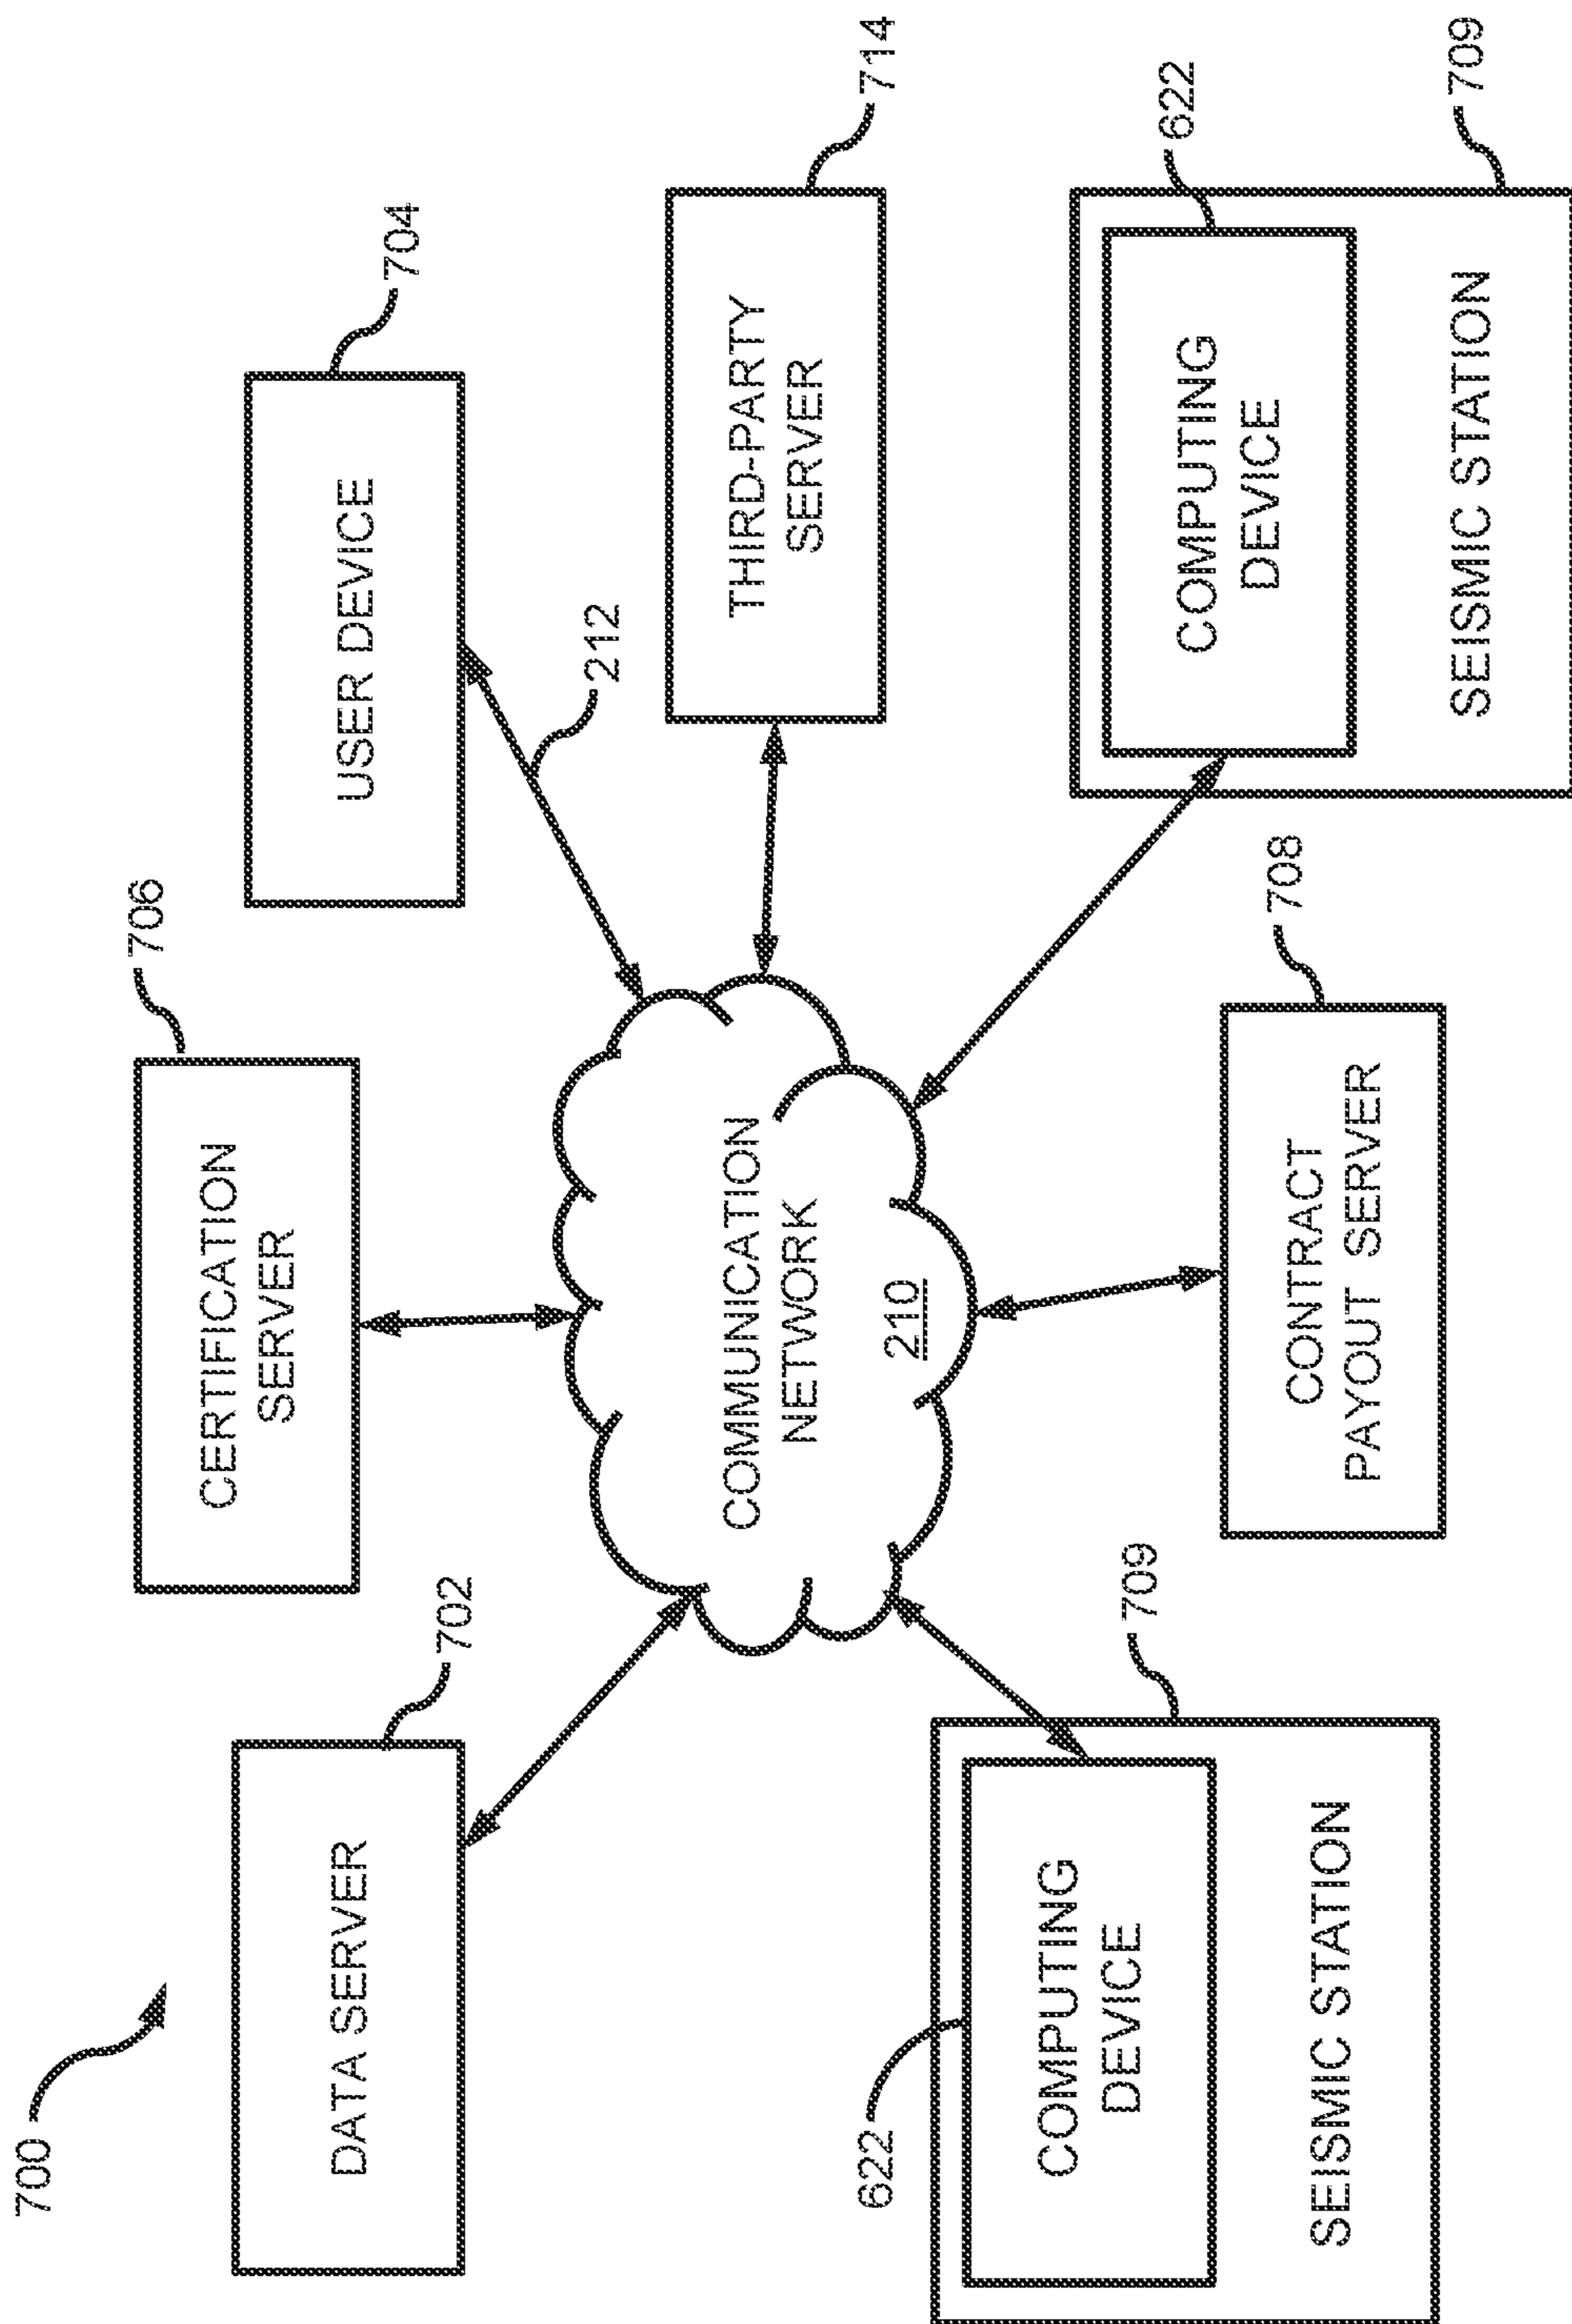 700
706
CERTIFICATION
SERVER
704
USER DEVICE
702
DATA SERVER
212
714
THIRD-PARTY
SERVER
COMMUNICATION
NETWORK
210
622
COMPUTING
DEVICE
SEISMIC STATION
709
708
CONTRACT
PAYOUT SERVER
622
COMPUTING
DEVICE
SEISMIC STATION
709